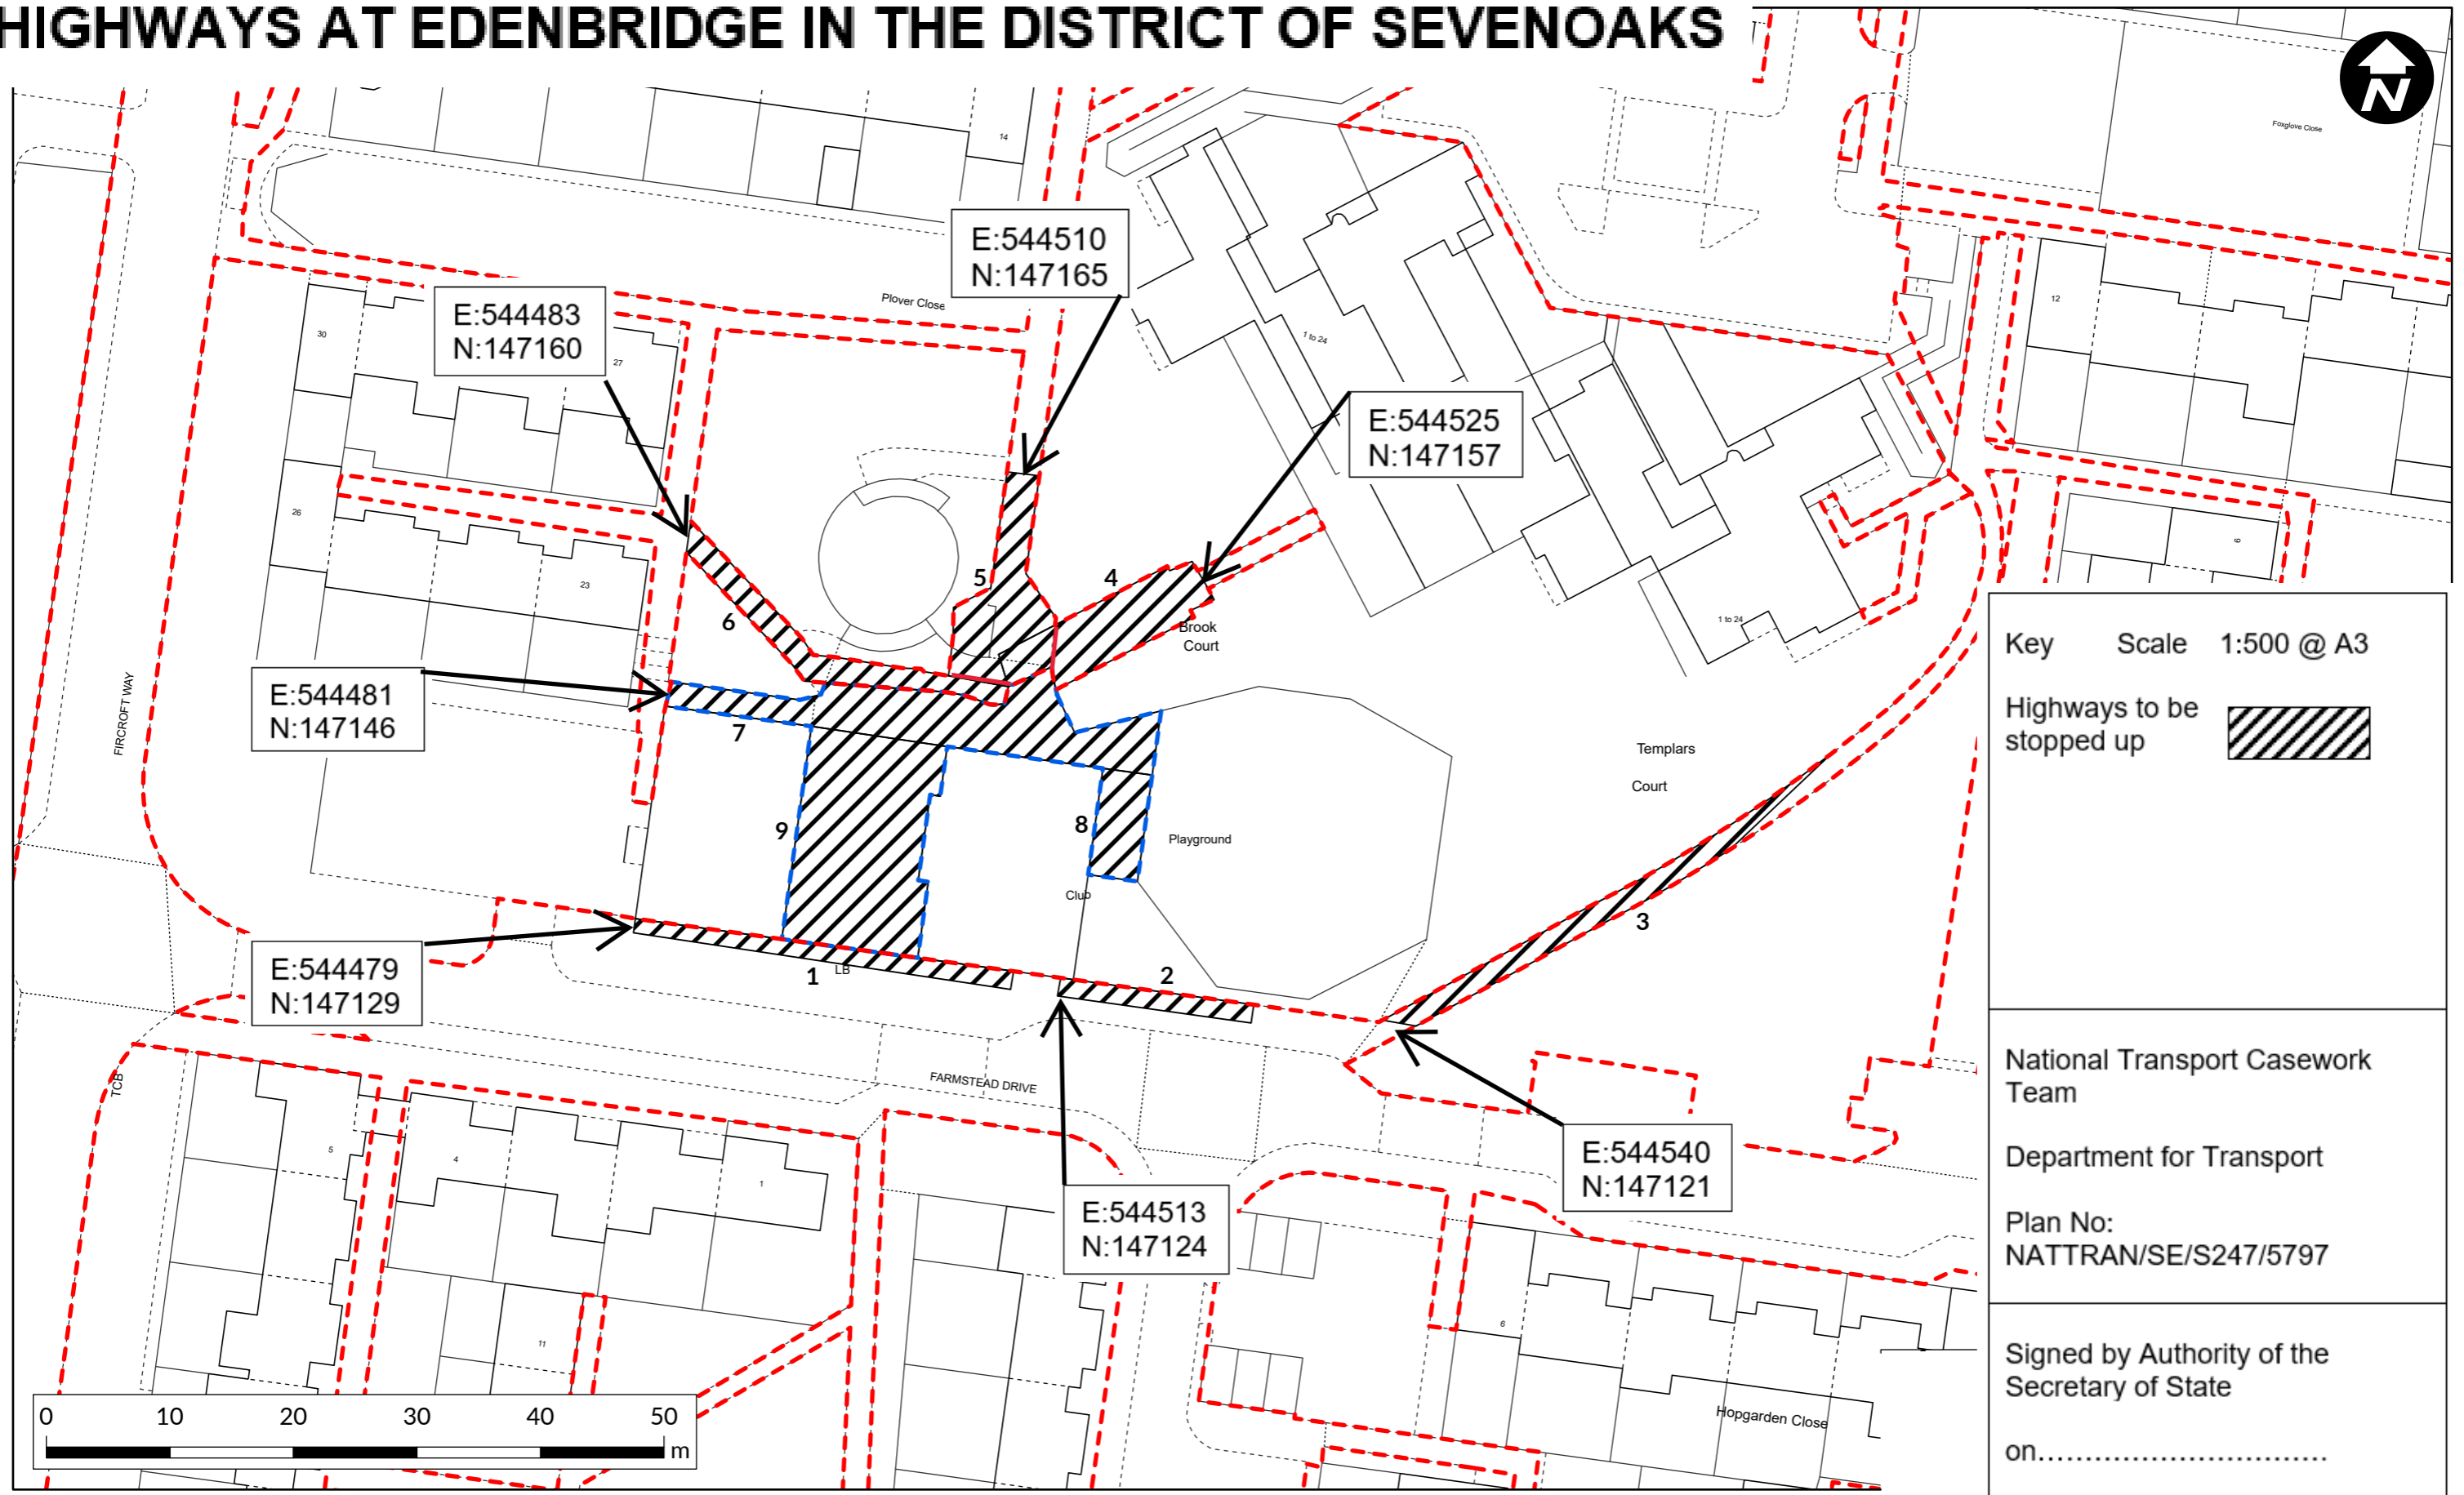 HIGHWAYS AT EDENBRIDGE IN THE DISTRICT OF SEVENOAKS
N
Foxglove Close
14
E:544510
N:147165
Plover Close
E:544483
N:147160
30
27
12
1 to 24
E:544525
N:147157
26
23
6
5
4
6
Brook
Court
1 to 24
E:544481
N:147146
7
FIRCROFT WAY
Templars
Court
9
8
Playground
Club
3
E:544479
N:147129
1
LB
2
FARMSTEAD DRIVE
TCB
E:544540
N:147121
E:544513
N:147124
5
4
1
11
6
Hopgarden Close
0 10 20 30 40 50
m
Key Scale 1:500 @ A3
Highways to be
stopped up
National Transport Casework
Team
Department for Transport
Plan No:
NATTRAN/SE/S247/5797
Signed by Authority of the
Secretary of State
on..............................